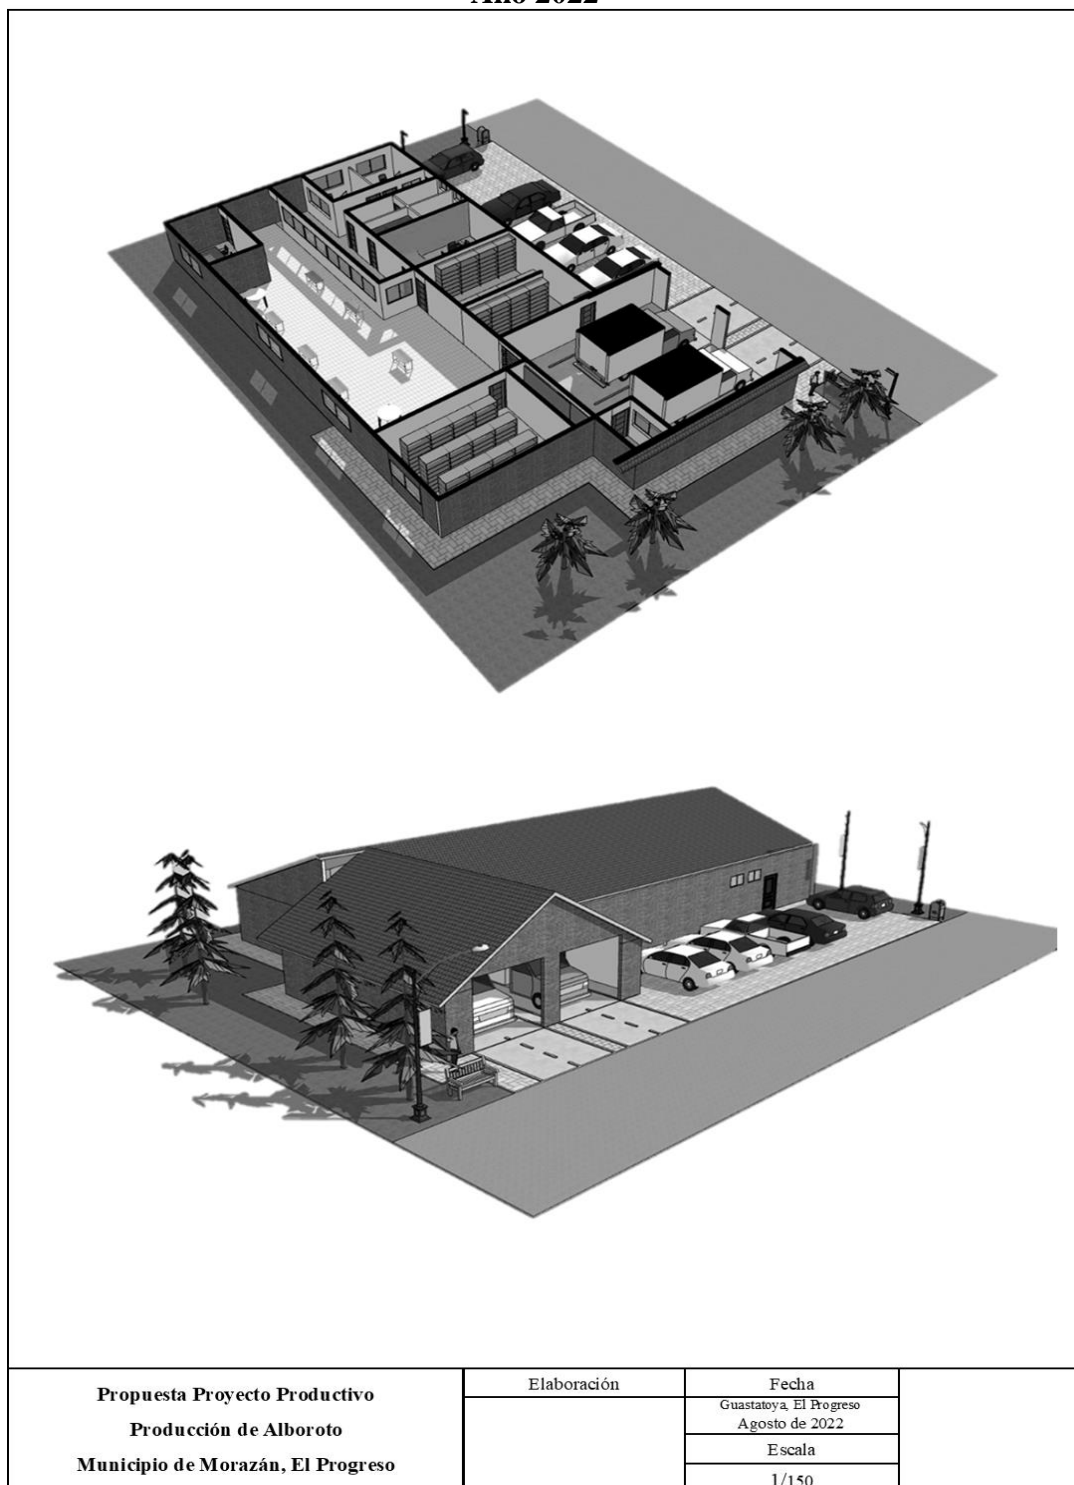 Año 2022
Propuesta Proyecto Productivo
Producción de Alboroto
Municipio de Morazán, El Progreso
Elaboración
Fecha
Guastatoya, El Progreso
Agosto de 2022
Escala
1/150